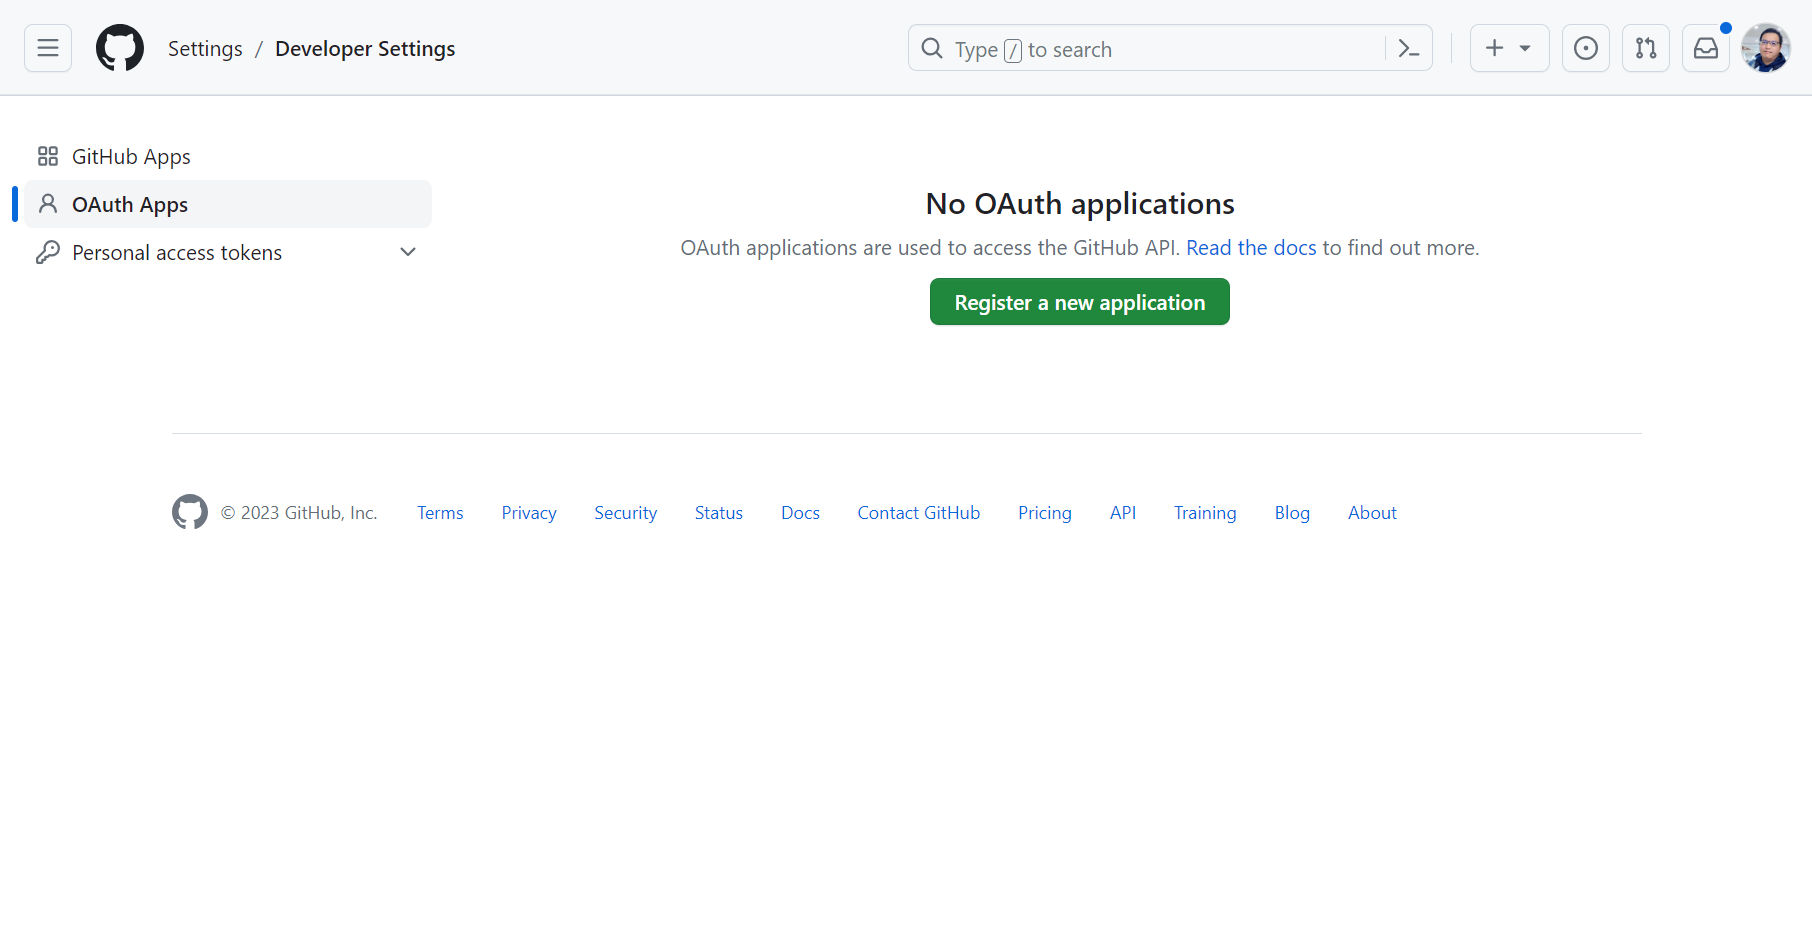 Settings / Developer Settings
Type / to search
GitHub Apps
OAuth Apps
Personal access tokens
No OAuth applications
OAuth applications are used to access the GitHub API. Read the docs to find out more.
Register a new application
© 2023 GitHub, Inc. Terms Privacy Security Status Docs Contact GitHub Pricing API Training Blog About